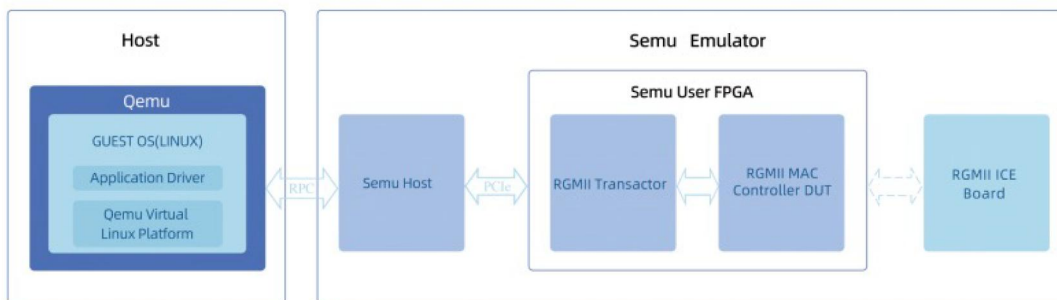 Host
Semu Emulator
Qemu
Semu User FPGA
GUEST OS(LINUX)
Application Driver
Qemu Virtual
Linux Platform
RPC
Semu Host
PCIe
RGMII Transactor
RGMII MAC
Controller DUT
RGMII ICE
Board